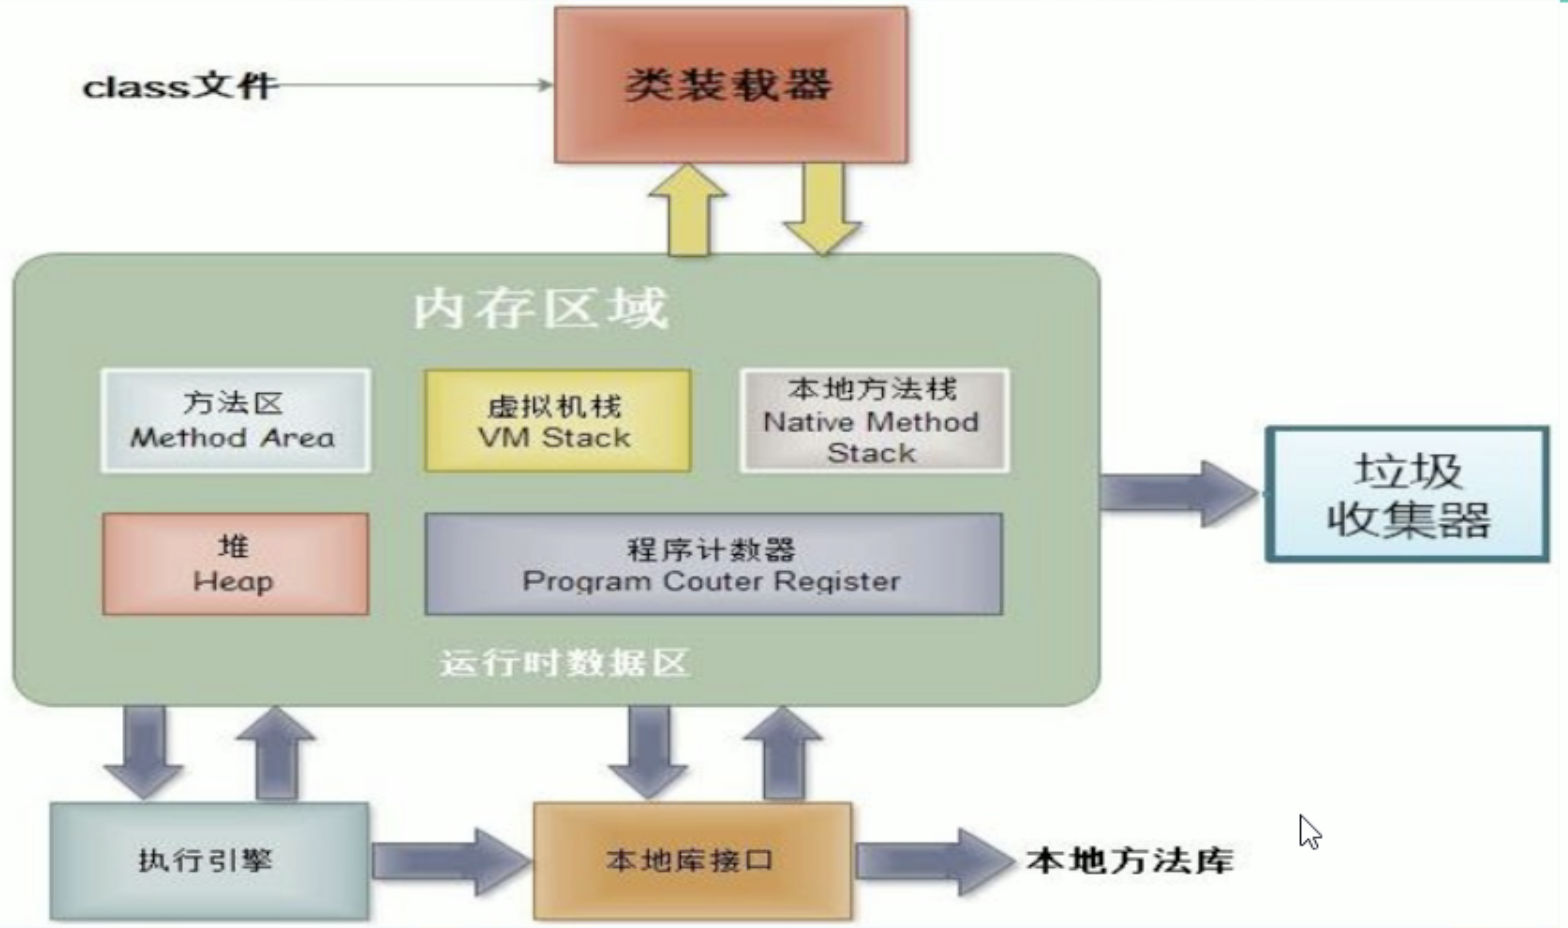 class文件
类装载器
内存区域
方法区
Method Area
虚拟机栈
VM Stack
本地方法栈
Native Method
Stack
堆
Heap
程序计数器
Program Couter Register
运行时数据区
垃圾
收集器
执行引擎
本地库接口
本地方法库